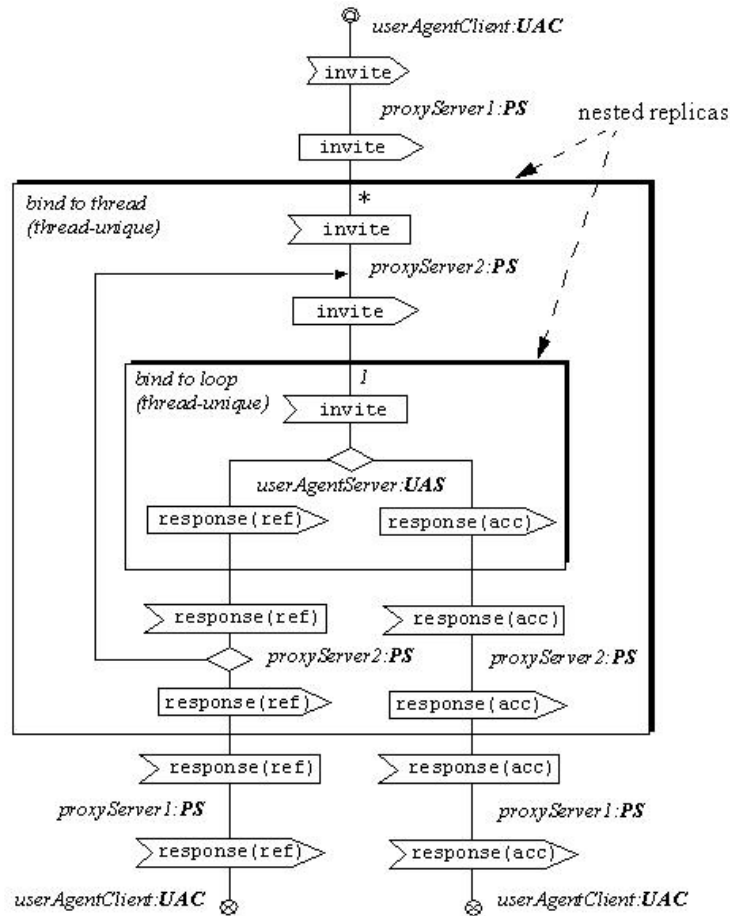 userAgentClient:UAC
invite
proxyServer1:PS
nested replicas
invite
bind to thread
(thread-unique)
*
invite
proxyServer2:PS
invite
bind to loop
(thread-unique)
1
invite
userAgentServer:UAS
response(ref)
response(acc)
response(ref)
response(acc)
proxyServer2:PS
proxyServer2:PS
response(ref)
response(acc)
response(ref)
response(acc)
proxyServer1:PS
proxyServer1:PS
response(ref)
response(acc)
userAgentClient:UAC
userAgentClient:UAC